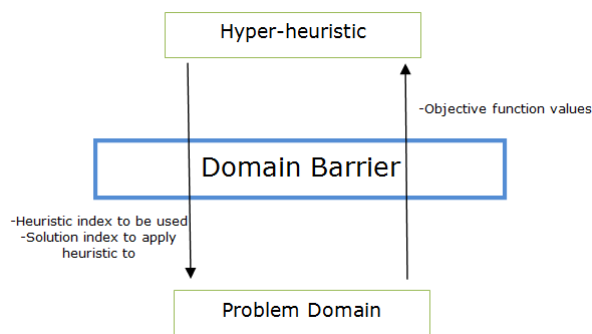 Hyper-heuristic
-Objective function values
Domain Barrier
-Heuristic index to be used
-Solution index to apply
heuristic to
Problem Domain